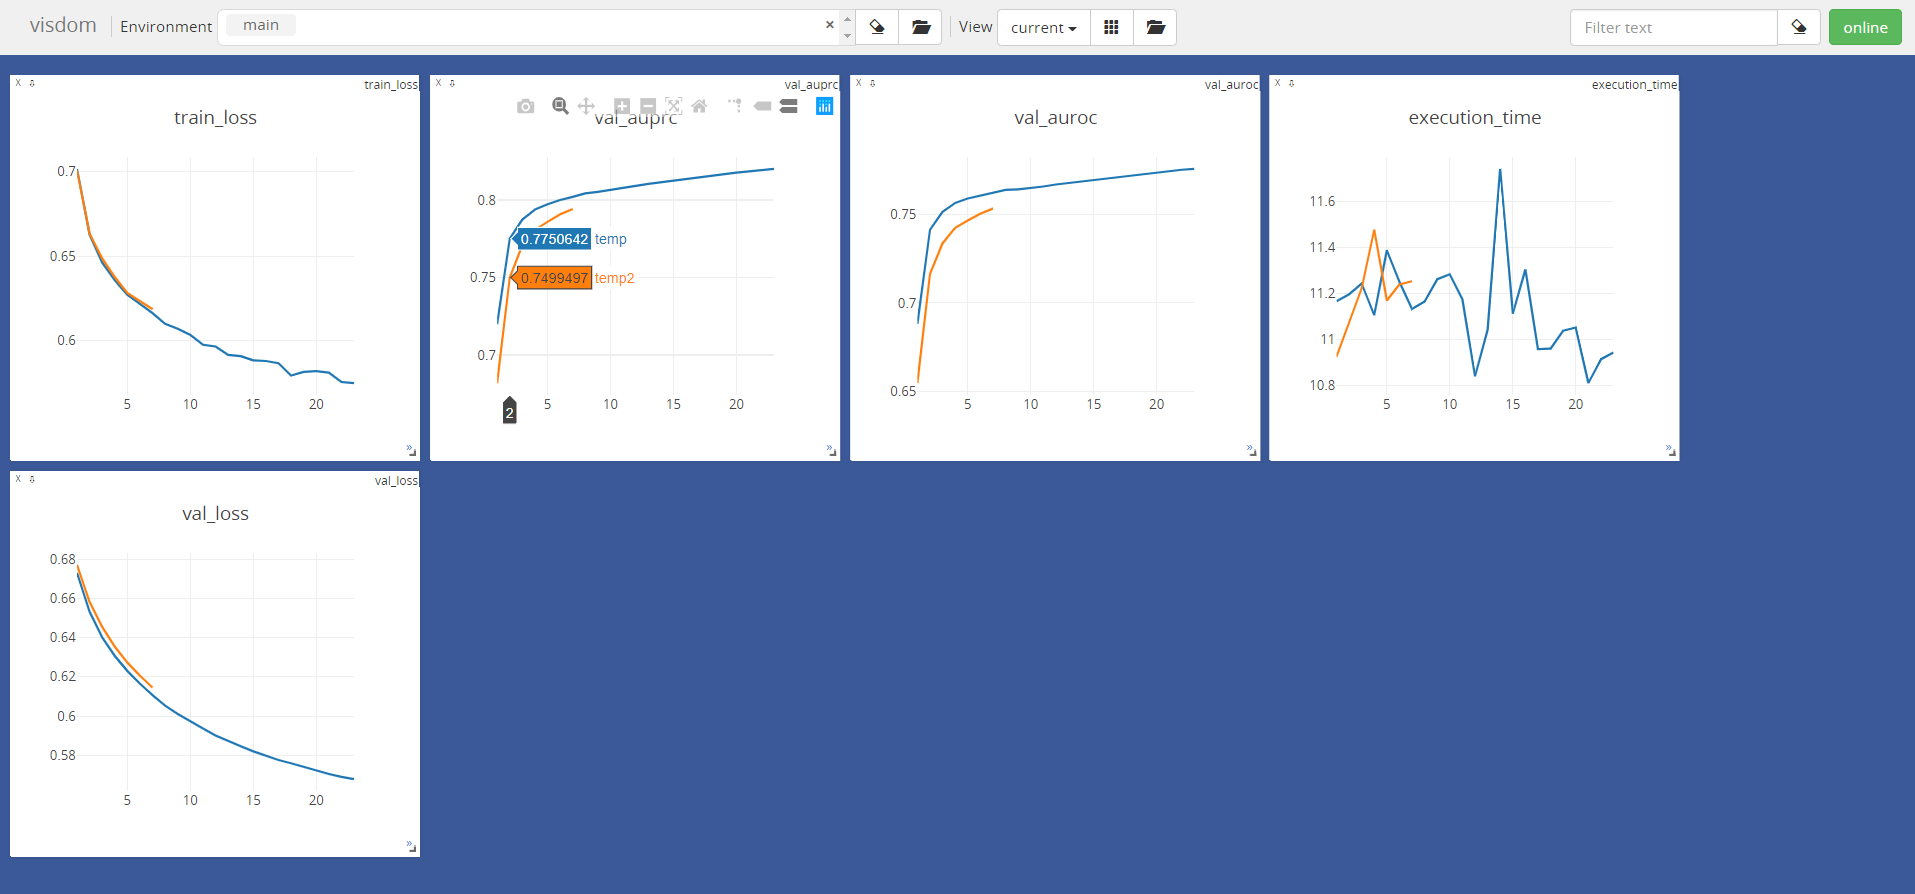 visdom Environment main × View current Filter text online
X train_loss
train_loss
0.7
0.65
0.6
5 10 15 20
»
X val_auprc
val_auprc
0.8
0.7750642 temp
0.75 0.7499497 temp2
0.7
2 5 10 15 20
»
X val_auroc
val_auroc
0.75
0.7
0.65
5 10 15 20
»
X execution_time
execution_time
11.6
11.4
11.2
11
10.8
5 10 15 20
»
X val_loss
val_loss
0.68
0.66
0.64
0.62
0.6
0.58
5 10 15 20
»